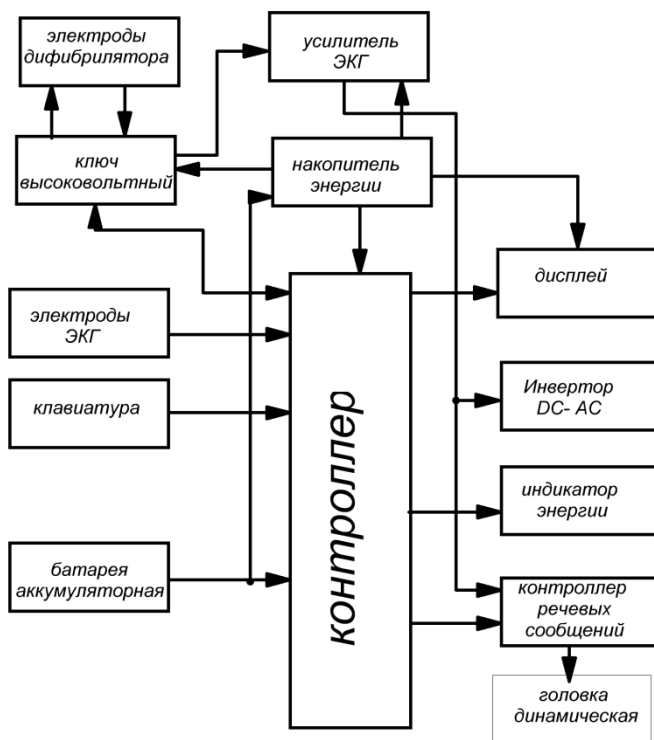 электроды
дифибрилятора
усилитель
ЭКГ
ключ
высоковольтный
накопитель
энергии
дисплей
электроды
ЭКГ
клавиатура
контроллер
Инвертор
DC- AC
индикатор
энергии
батарея
аккумуляторная
контроллер
речевых
сообщений
головка
динамическая